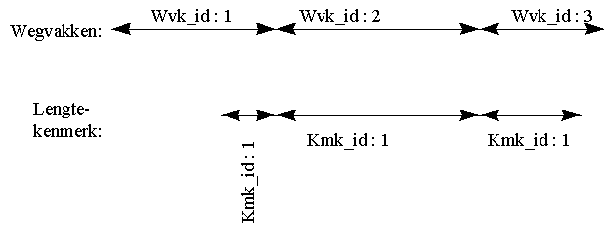 Wvk_id : 1
Wvk_id : 2
Wvk_id : 3
Wegvakken:
Lengte-
kenmerk:
Kmk_id : 1
Kmk_id : 1
Kmk_id : 1